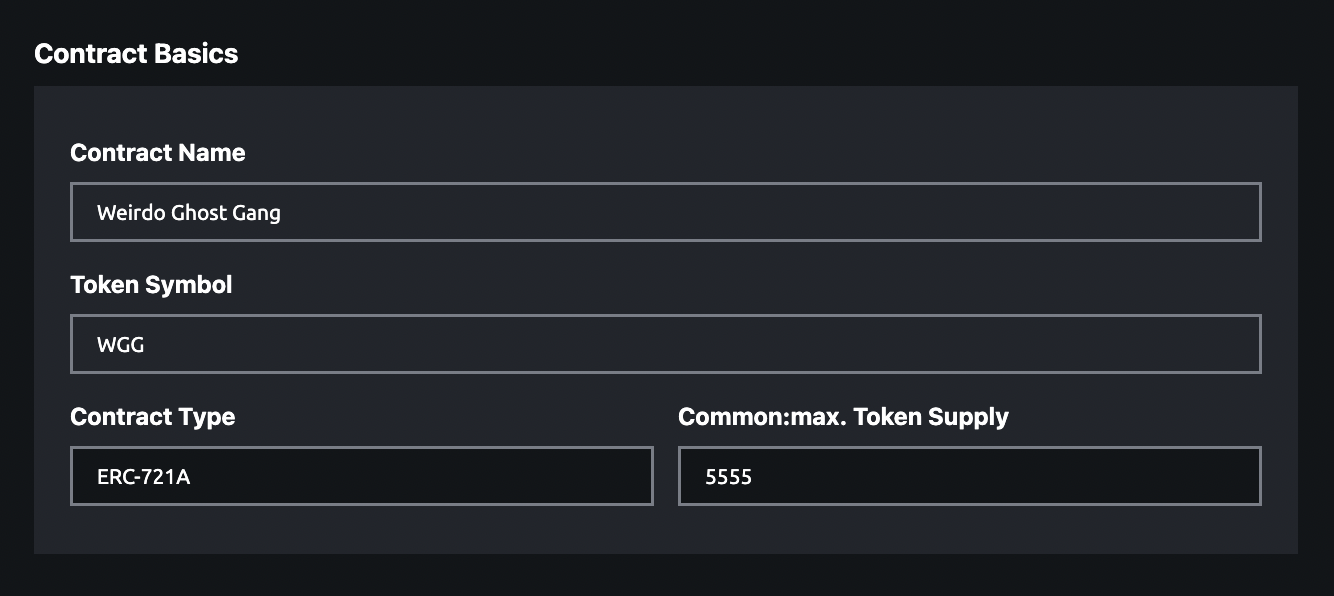 Contract Basics
Contract Name
Weirdo Ghost Gang
Token Symbol
WGG
Contract Type
ERC-721A
Common:max. Token Supply
5555